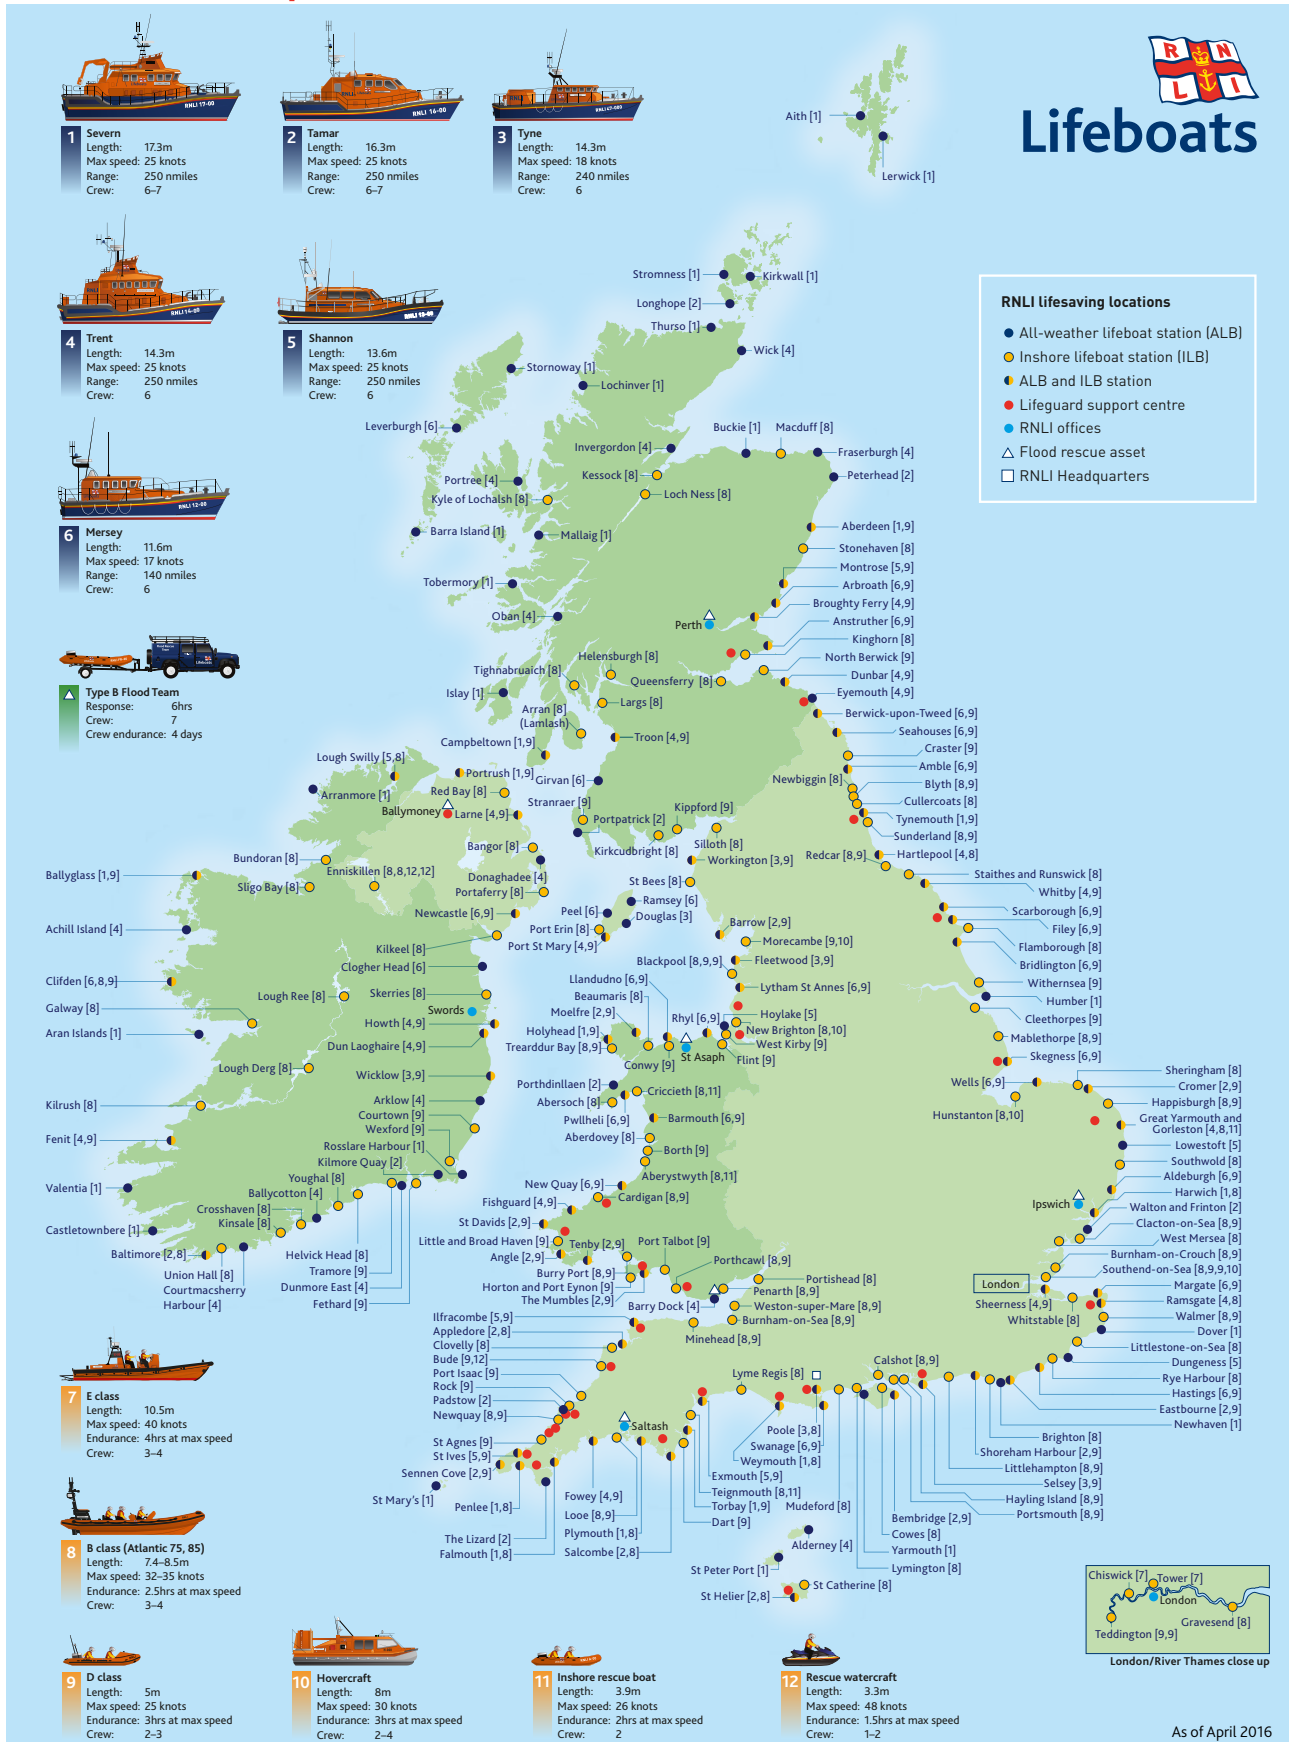 R N
L I
Lifeboats
1 Severn
Length: 17.3m
Max speed: 25 knots
Range: 250 nmiles
Crew: 6–7
2 Tamar
Length: 16.3m
Max speed: 25 knots
Range: 250 nmiles
Crew: 6–7
3 Tyne
Length: 14.3m
Max speed: 18 knots
Range: 240 nmiles
Crew: 6
4 Trent
Length: 14.3m
Max speed: 25 knots
Range: 250 nmiles
Crew: 6
5 Shannon
Length: 13.6m
Max speed: 25 knots
Range: 250 nmiles
Crew: 6
6 Mersey
Length: 11.6m
Max speed: 17 knots
Range: 140 nmiles
Crew: 6
Type B Flood Team
Response: 6hrs
Crew: 7
Crew endurance: 4 days
RNLI lifesaving locations
All-weather lifeboat station (ALB)
Inshore lifeboat station (ILB)
ALB and ILB station
Lifeguard support centre
RNLI offices
Flood rescue asset
RNLI Headquarters
Aith [1]
Lerwick [1]
Stromness [1]
Kirkwall [1]
Longhope [2]
Thurso [1]
Wick [4]
Stornoway [1]
Lochinver [1]
Leverburgh [6]
Invergordon [4]
Buckie [1]
Macduff [8]
Fraserburgh [4]
Kessock [8]
Peterhead [2]
Portree [4]
Loch Ness [8]
Kyle of Lochalsh [8]
Barra Island [1]
Mallaig [1]
Aberdeen [1,9]
Stonehaven [8]
Montrose [5,9]
Tobermory [1]
Arbroath [6,9]
Broughty Ferry [4,9]
Oban [4]
Perth
Anstruther [6,9]
Kinghorn [8]
Helensburgh [8]
North Berwick [9]
Tighnabruaich [8]
Queensferry [8]
Dunbar [4,9]
Islay [1]
Eyemouth [4,9]
Largs [8]
Arran [8]
(Lamlash)
Berwick-upon-Tweed [6,9]
Troon [4,9]
Seahouses [6,9]
Campbeltown [1,9]
Craster [9]
Lough Swilly [5,8]
Amble [6,9]
Portrush [1,9]
Girvan [6]
Newbiggin [8]
Blyth [8,9]
Arranmore [1]
Red Bay [8]
Cullercoats [8]
Stranraer [9]
Kippford [9]
Ballymoney
Larne [4,9]
Portpatrick [2]
Tynemouth [1,9]
Sunderland [8,9]
Bangor [8]
Kirkcudbright [8]
Silloth [8]
Redcar [8,9]
Hartlepool [4,8]
Bundoran [8]
Workington [3,9]
Ballyglass [1,9]
Enniskillen [8,8,12,12]
Donaghadee [4]
Staithes and Runswick [8]
Sligo Bay [8]
St Bees [8]
Whitby [4,9]
Portaferry [8]
Ramsey [6]
Newcastle [6,9]
Peel [6]
Douglas [3]
Scarborough [6,9]
Achill Island [4]
Port Erin [8]
Barrow [2,9]
Filey [6,9]
Port St Mary [4,9]
Morecambe [9,10]
Flamborough [8]
Kilkeel [8]
Blackpool [8,9,9]
Fleetwood [3,9]
Bridlington [6,9]
Clogher Head [6]
Llandudno [6,9]
Clifden [6,8,9]
Withernsea [9]
Lough Ree [8]
Skerries [8]
Beaumaris [8]
Lytham St Annes [6,9]
Humber [1]
Galway [8]
Swords
Moelfre [2,9]
Rhyl [6,9]
Hoylake [5]
Cleethorpes [9]
Howth [4,9]
Holyhead [1,9]
New Brighton [8,10]
Aran Islands [1]
Dun Laoghaire [4,9]
Trearddur Bay [8,9]
St Asaph
West Kirby [9]
Mablethorpe [8,9]
Flint [9]
Lough Derg [8]
Conwy [9]
Skegness [6,9]
Wicklow [3,9]
Porthdinllaen [2]
Wells [6,9]
Sheringham [8]
Kilrush [8]
Arklow [4]
Abersoch [8]
Criccieth [8,11]
Cromer [2,9]
Courtown [9]
Pwllheli [6,9]
Barmouth [6,9]
Hunstanton [8,10]
Happisburgh [8,9]
Fenit [4,9]
Wexford [9]
Aberdovey [8]
Great Yarmouth and
Gorleston [4,8,11]
Rosslare Harbour [1]
Borth [9]
Lowestoft [5]
Kilmore Quay [2]
Aberystwyth [8,11]
Southwold [8]
Valentia [1]
Youghal [8]
New Quay [6,9]
Aldeburgh [6,9]
Ballycotton [4]
Fishguard [4,9]
Cardigan [8,9]
Ipswich
Harwich [1,8]
Crosshaven [8]
St Davids [2,9]
Walton and Frinton [2]
Castletownbere [1]
Kinsale [8]
Clacton-on-Sea [8,9]
Baltimore [2,8]
Little and Broad Haven [9]
Tenby [2,9]
Port Talbot [9]
West Mersea [8]
Helvick Head [8]
Angle [2,9]
Porthcawl [8,9]
Burnham-on-Crouch [8,9]
Union Hall [8]
Tramore [9]
Burry Port [8,9]
Portishead [8]
London
Southend-on-Sea [8,9,9,10]
Courtmacsherry
Harbour [4]
Dunmore East [4]
Horton and Port Eynon [9]
Penarth [8,9]
Margate [6,9]
Fethard [9]
The Mumbles [2,9]
Barry Dock [4]
Weston-super-Mare [8,9]
Sheerness [4,9]
Ramsgate [4,8]
Ilfracombe [5,9]
Burnham-on-Sea [8,9]
Whitstable [8]
Walmer [8,9]
Appledore [2,8]
Minehead [8,9]
Dover [1]
Clovelly [8]
Littlestone-on-Sea [8]
Bude [9,12]
Calshot [8,9]
Dungeness [5]
Port Isaac [9]
Lyme Regis [8]
Rye Harbour [8]
Rock [9]
Hastings [6,9]
Padstow [2]
Eastbourne [2,9]
Newquay [8,9]
Saltash
Poole [3,8]
Newhaven [1]
St Agnes [9]
Swanage [6,9]
Brighton [8]
St Ives [5,9]
Weymouth [1,8]
Shoreham Harbour [2,9]
Sennen Cove [2,9]
Exmouth [5,9]
Littlehampton [8,9]
St Mary's [1]
Teignmouth [8,11]
Selsey [3,9]
Penlee [1,8]
Fowey [4,9]
Torbay [1,9]
Mudeford [8]
Hayling Island [8,9]
Looe [8,9]
Dart [9]
Bembridge [2,9]
Portsmouth [8,9]
The Lizard [2]
Plymouth [1,8]
Cowes [8]
Falmouth [1,8]
Salcombe [2,8]
Alderney [4]
Yarmouth [1]
St Peter Port [1]
Lymington [8]
St Catherine [8]
St Helier [2,8]
Chiswick [7]
Tower [7]
London
Gravesend [8]
Teddington [9,9]
London/River Thames close up
7 E class
Length: 10.5m
Max speed: 40 knots
Endurance: 4hrs at max speed
Crew: 3–4
8 B class (Atlantic 75, 85)
Length: 7.4–8.5m
Max speed: 32–35 knots
Endurance: 2.5hrs at max speed
Crew: 3–4
9 D class
Length: 5m
Max speed: 25 knots
Endurance: 3hrs at max speed
Crew: 2–3
10 Hovercraft
Length: 8m
Max speed: 30 knots
Endurance: 3hrs at max speed
Crew: 2–4
11 Inshore rescue boat
Length: 3.9m
Max speed: 26 knots
Endurance: 2hrs at max speed
Crew: 2
12 Rescue watercraft
Length: 3.3m
Max speed: 48 knots
Endurance: 1.5hrs at max speed
Crew: 1–2
As of April 2016